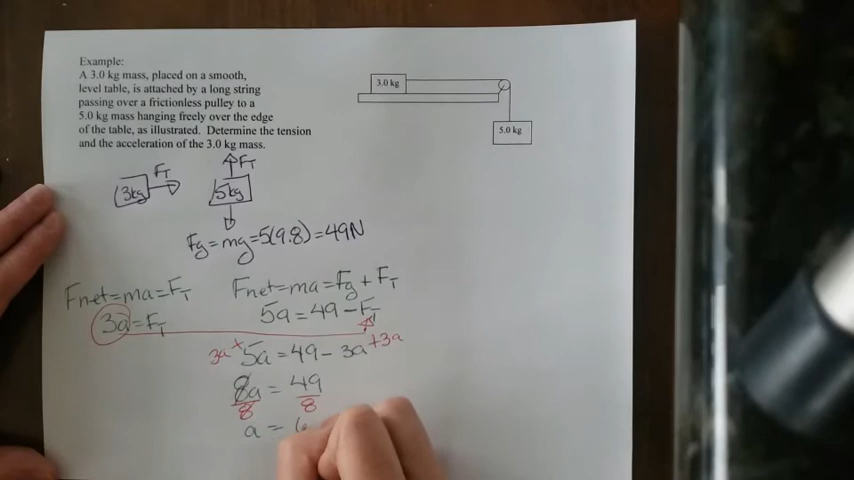 Example:
A 3.0 kg mass, placed on a smooth,
level table, is attached by a long string
passing over a frictionless pulley to a
5.0 kg mass hanging freely over the edge
of the table, as illustrated. Determine the tension
and the acceleration of the 3.0 kg mass.
3.0 kg
5.0 kg
3kg FT
5kg FT
Fg=mg=5(9.8)=49N
Fnet=ma=FT
3a=FT
Fnet=ma=Fg+FT
5a=49-FT
3a+5a=49-3a+3a
8a=49
8 8
a=